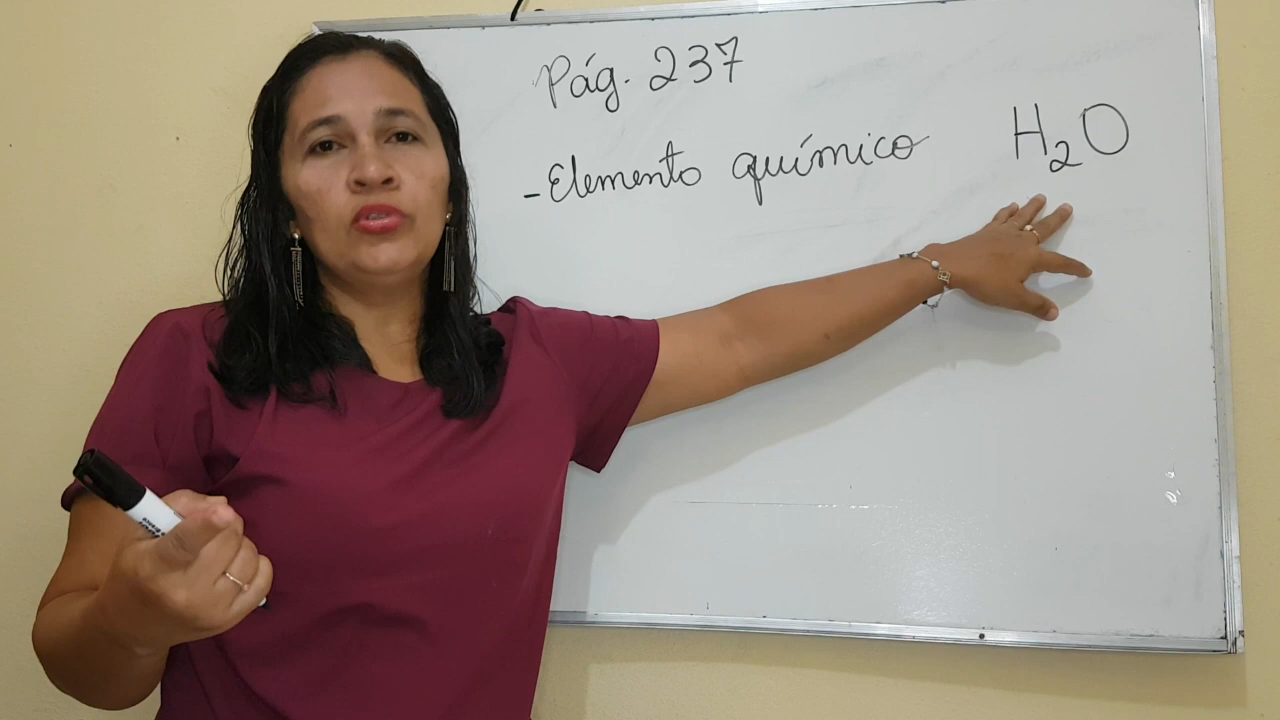 Pág. 237
-Elemento químico H₂O